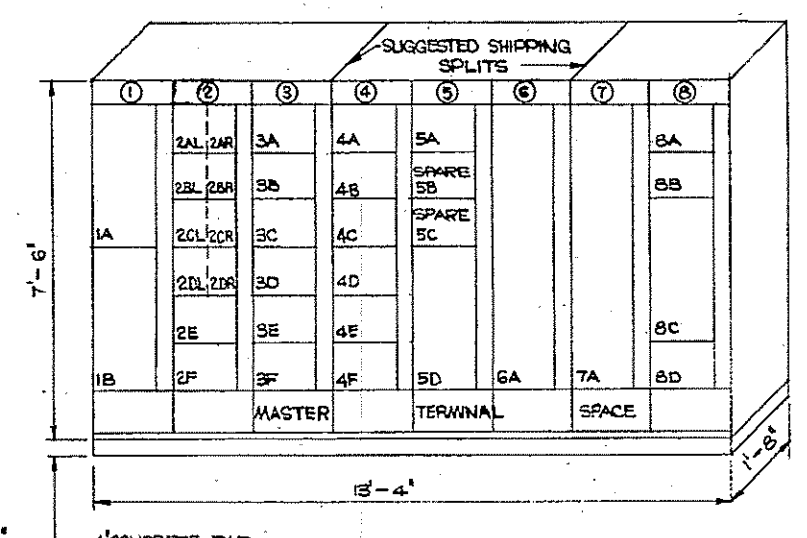 SUGGESTED SHIPPING
SPLITS
1 2 3 4 5 6 7 8
2AL 2AR 3A 4A 5A 8A
SPARE
2BL 2BR 3B 4B 5B 8B
SPARE
1A 2CL 2CR 3C 4C 5C
2DL 2DR 3D 4D
2E 3E 4E 8C
1B 2F 3F 4F 5D 6A 7A 8D
MASTER TERMINAL SPACE
7'-6"
1'-8"
13'-4"